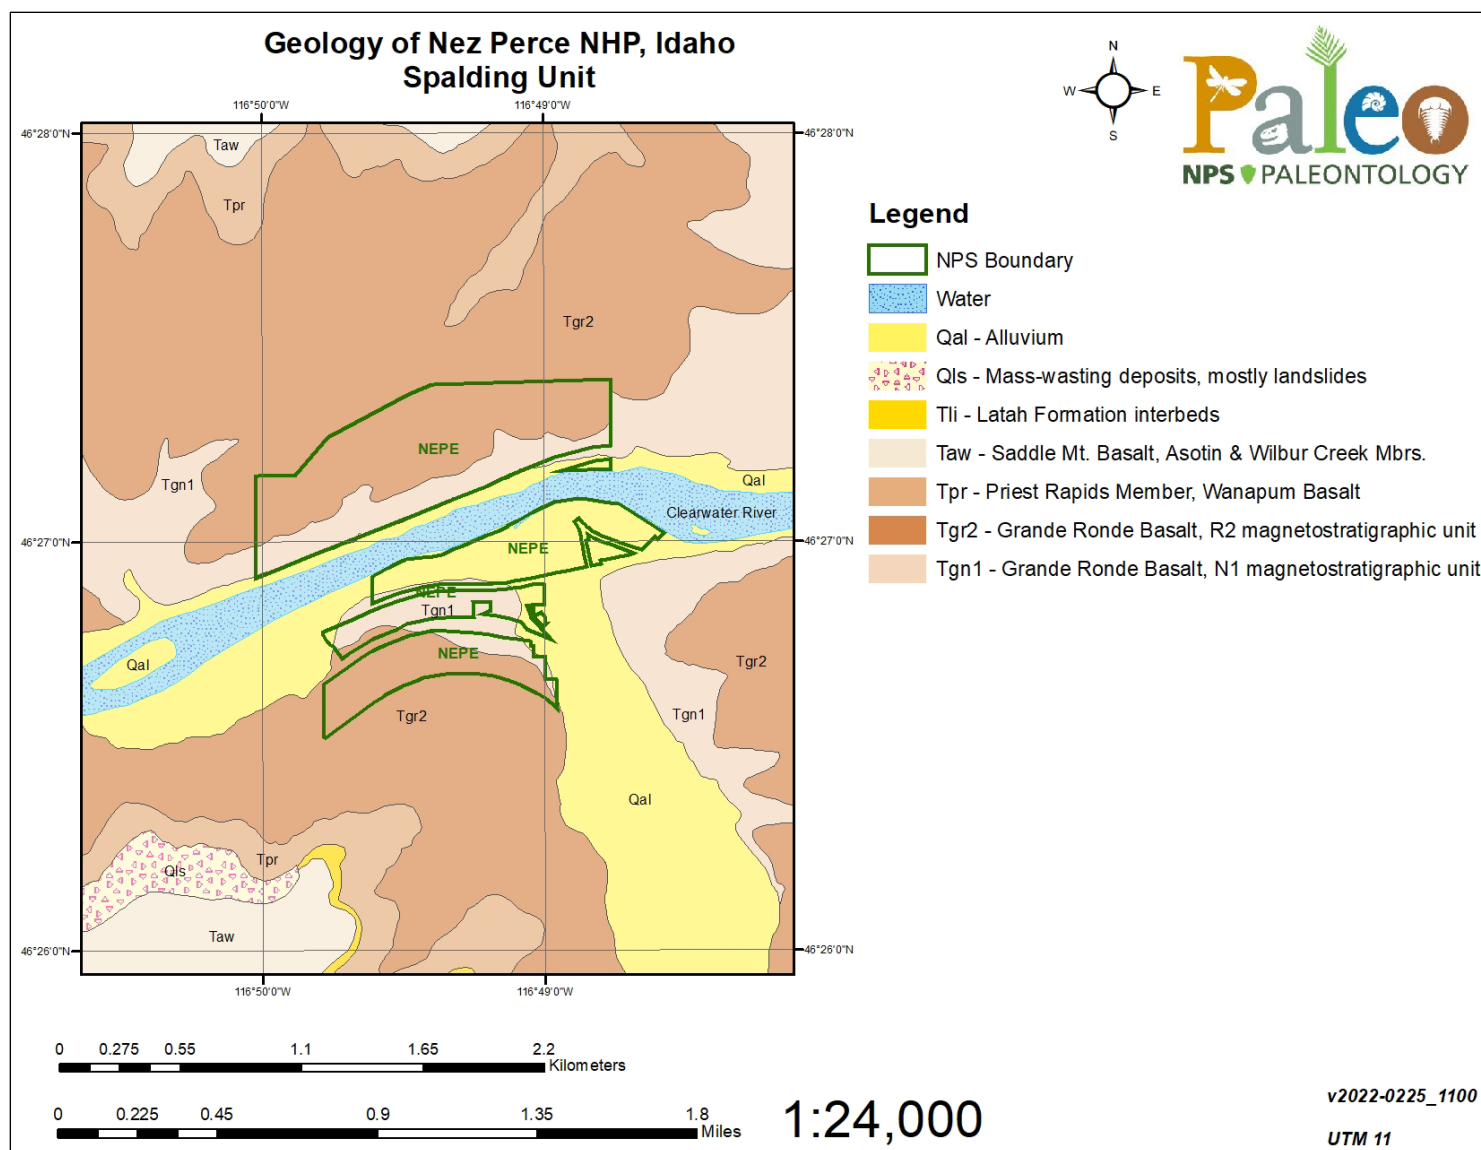 Geology of Nez Perce NHP, Idaho
Spalding Unit
N
W E
S
Paleo
NPS PALEONTOLOGY
116°50'0"W 116°49'0"W
46°28'0"N 46°28'0"N
Taw
Tpr
Tgr2
NEPE
Tgn1
Qal
Clearwater River
46°27'0"N 46°27'0"N
NEPE
NEPE
Tgn1
NEPE
Qal
Tgr2
Tgn1
Tgr2
Qal
Tpr
Qls
Taw
46°26'0"N 46°26'0"N
116°50'0"W 116°49'0"W
Legend
NPS Boundary
Water
Qal - Alluvium
Qls - Mass-wasting deposits, mostly landslides
Tli - Latah Formation interbeds
Taw - Saddle Mt. Basalt, Asotin & Wilbur Creek Mbrs.
Tpr - Priest Rapids Member, Wanapum Basalt
Tgr2 - Grande Ronde Basalt, R2 magnetostratigraphic unit
Tgn1 - Grande Ronde Basalt, N1 magnetostratigraphic unit
0 0.275 0.55 1.1 1.65 2.2
Kilometers
0 0.225 0.45 0.9 1.35 1.8
Miles
1:24,000
v2022-0225_1100
UTM 11